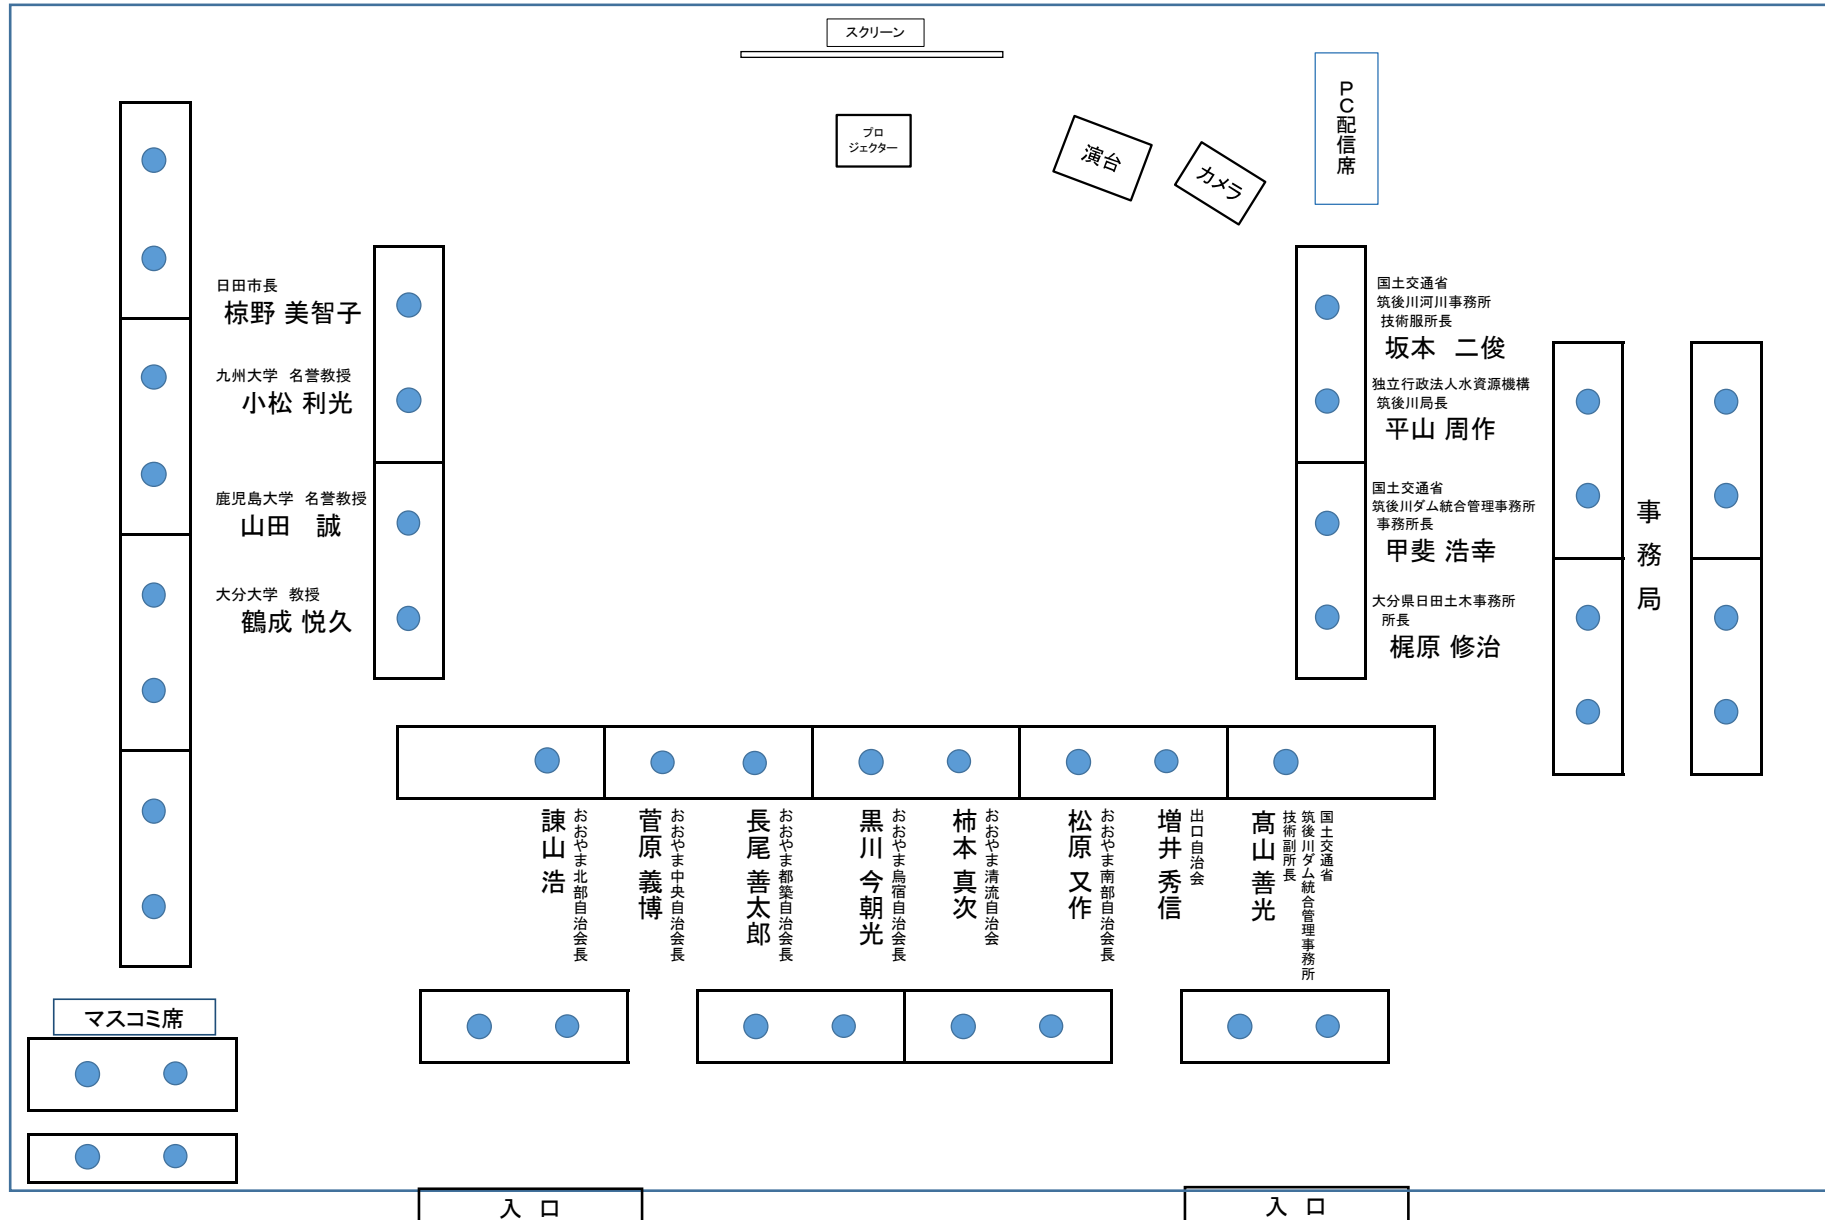 スクリーン
プロ
ジェクター
演台
カメラ
PC配信席
日田市長
椋野 美智子
九州大学 名誉教授
小松 利光
鹿児島大学 名誉教授
山田 誠
大分大学 教授
鶴成 悦久
国土交通省
筑後川河川事務所
技術服所長
坂本 二俊
独立行政法人水資源機構
筑後川局長
平山 周作
国土交通省
筑後川ダム統合管理事務所
事務所長
甲斐 浩幸
大分県日田土木事務所
所長
梶原 修治
事務局
おおやま北部自治会長
諌山 浩
おおやま中央自治会長
菅原 義博
おおやま都築自治会長
長尾 善太郎
おおやま烏宿自治会長
黒川 今朝光
おおやま清流自治会
柿本 真次
おおやま南部自治会長
松原 又作
出口自治会
増井 秀信
国土交通省
筑後川ダム統合管理事務所
技術副所長
髙山 善光
マスコミ席
入 口
入 口